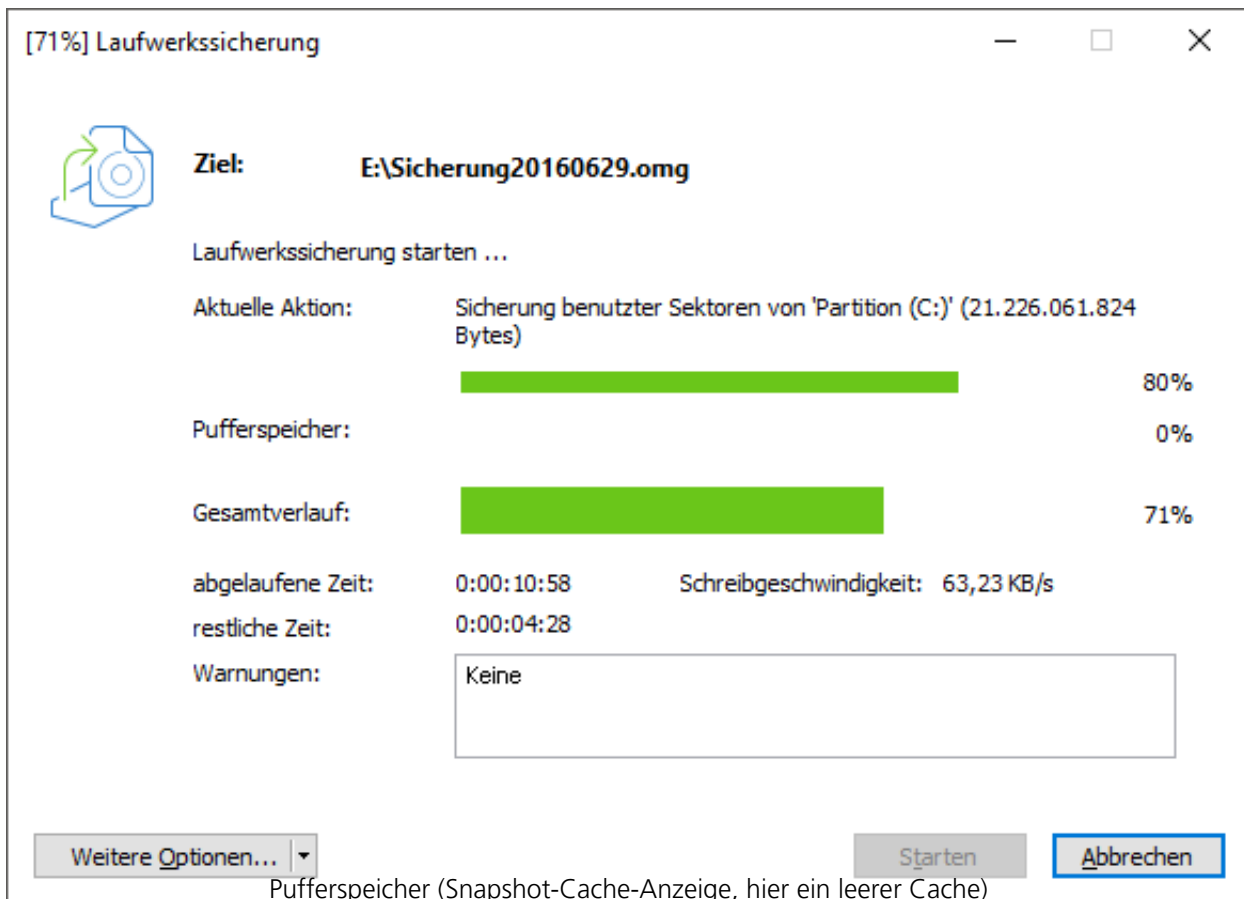 [71%] Laufwerkssicherung
Ziel: E:\Sicherung20160629.omg
Laufwerkssicherung starten ...
Aktuelle Aktion: Sicherung benutzter Sektoren von 'Partition (C:)' (21.226.061.824
Bytes)
80%
Pufferspeicher: 0%
Gesamtverlauf: 71%
abgelaufene Zeit: 0:00:10:58 Schreibgeschwindigkeit: 63,23 KB/s
restliche Zeit: 0:00:04:28
Warnungen: Keine
Weitere Optionen... Starten Abbrechen
Pufferspeicher (Snapshot-Cache-Anzeige, hier ein leerer Cache)